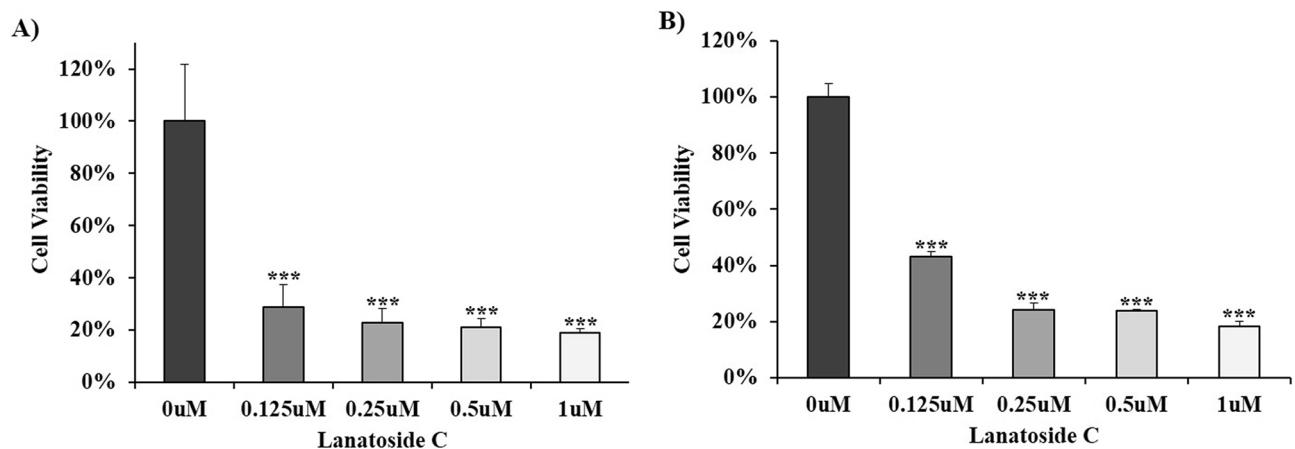 A)
120%
100%
80%
60%
40%
20%
0%
Cell Viability
***
***
***
***
0uM 0.125uM 0.25uM 0.5uM 1uM
Lanatoside C
B)
120%
100%
80%
60%
40%
20%
0%
Cell Viability
***
***
***
***
0uM 0.125uM 0.25uM 0.5uM 1uM
Lanatoside C